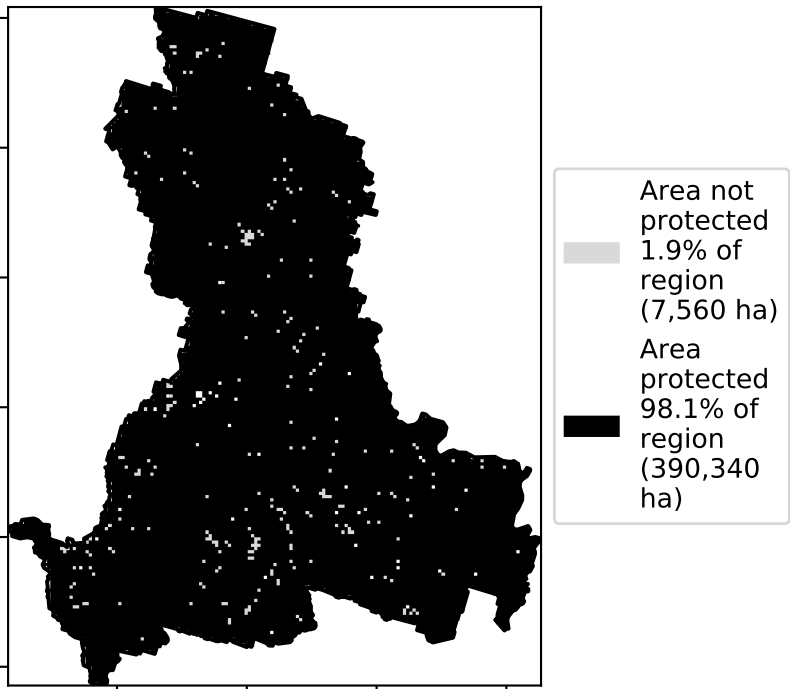 Area not
protected
1.9% of
region
(7,560 ha)
Area
protected
98.1% of
region
(390,340
ha)